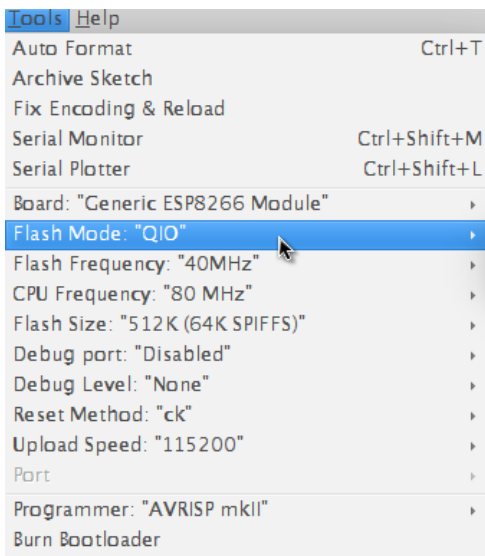 Tools Help
Auto Format Ctrl+T
Archive Sketch
Fix Encoding & Reload
Serial Monitor Ctrl+Shift+M
Serial Plotter Ctrl+Shift+L
Board: "Generic ESP8266 Module"
Flash Mode: "QIO"
Flash Frequency: "40MHz"
CPU Frequency: "80 MHz"
Flash Size: "512K (64K SPIFFS)"
Debug port: "Disabled"
Debug Level: "None"
Reset Method: "ck"
Upload Speed: "115200"
Port
Programmer: "AVRISP mkII"
Burn Bootloader